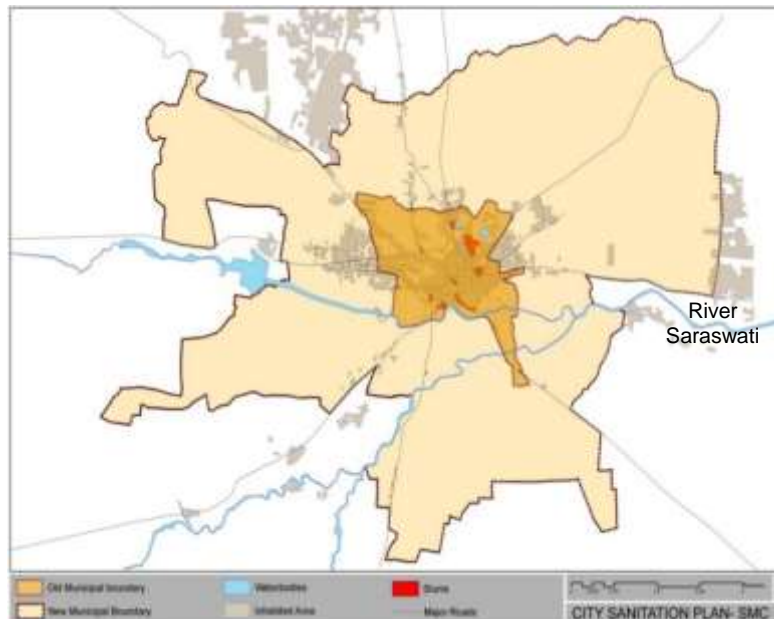 River
Saraswati
Old Municipal boundary
Waterbodies
Slums
New Municipal Boundary
Inhabited Area
Major Roads
CITY SANITATION PLAN- SMC